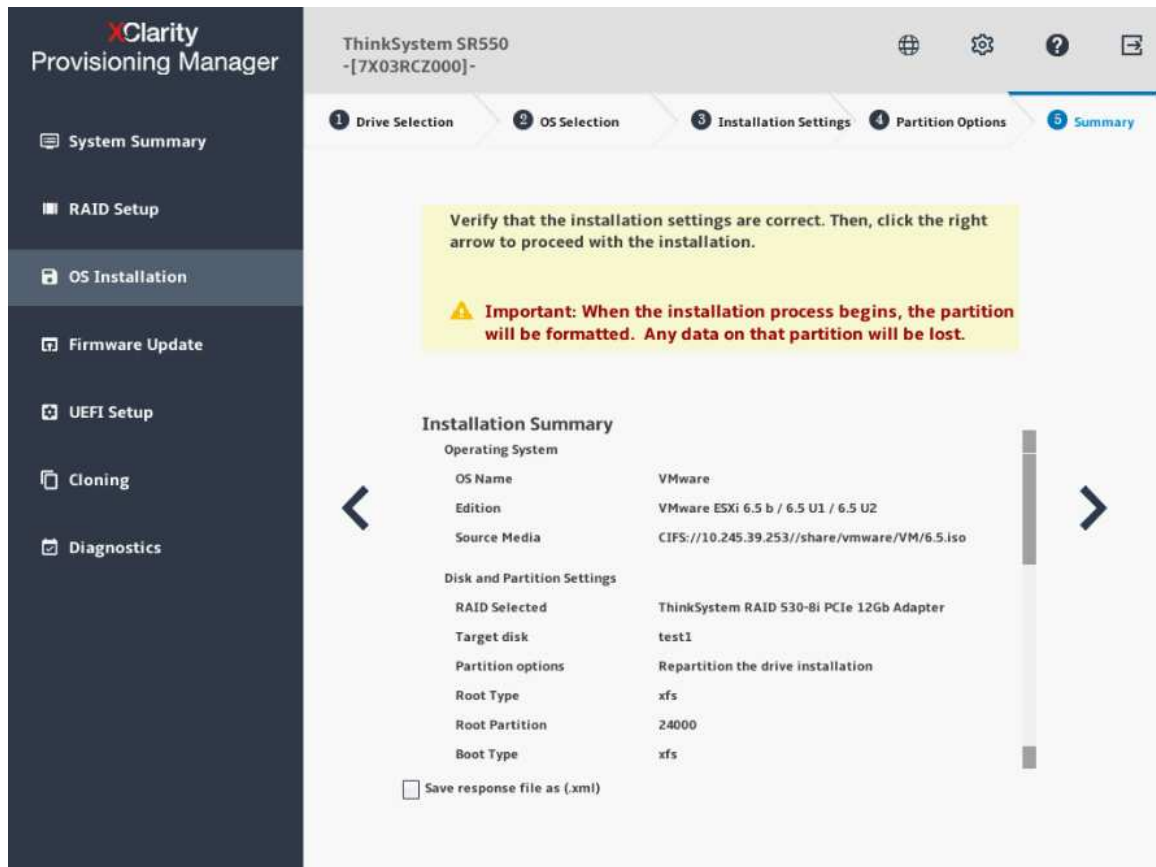 XClarity
Provisioning Manager
ThinkSystem SR550
-[7X03RCZ000]-
System Summary
RAID Setup
OS Installation
Firmware Update
UEFI Setup
Cloning
Diagnostics
1 Drive Selection
2 OS Selection
3 Installation Settings
4 Partition Options
5 Summary
Verify that the installation settings are correct. Then, click the right
arrow to proceed with the installation.
Important: When the installation process begins, the partition
will be formatted. Any data on that partition will be lost.
Installation Summary
Operating System
OS Name VMware
Edition VMware ESXi 6.5 b / 6.5 U1 / 6.5 U2
Source Media CIFS://10.245.39.253//share/vmware/VM/6.5.iso
Disk and Partition Settings
RAID Selected ThinkSystem RAID 530-8i PCIe 12Gb Adapter
Target disk test1
Partition options Repartition the drive installation
Root Type xfs
Root Partition 24000
Boot Type xfs
Save response file as (.xml)